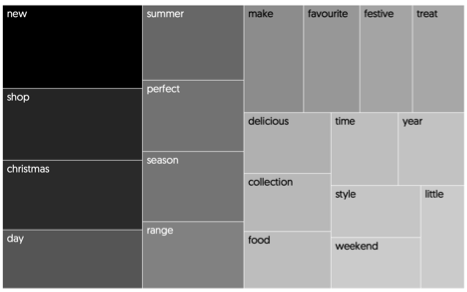 new
shop
christmas
day
summer
perfect
season
range
make
favourite
festive
treat
delicious
collection
food
time
year
style
weekend
little